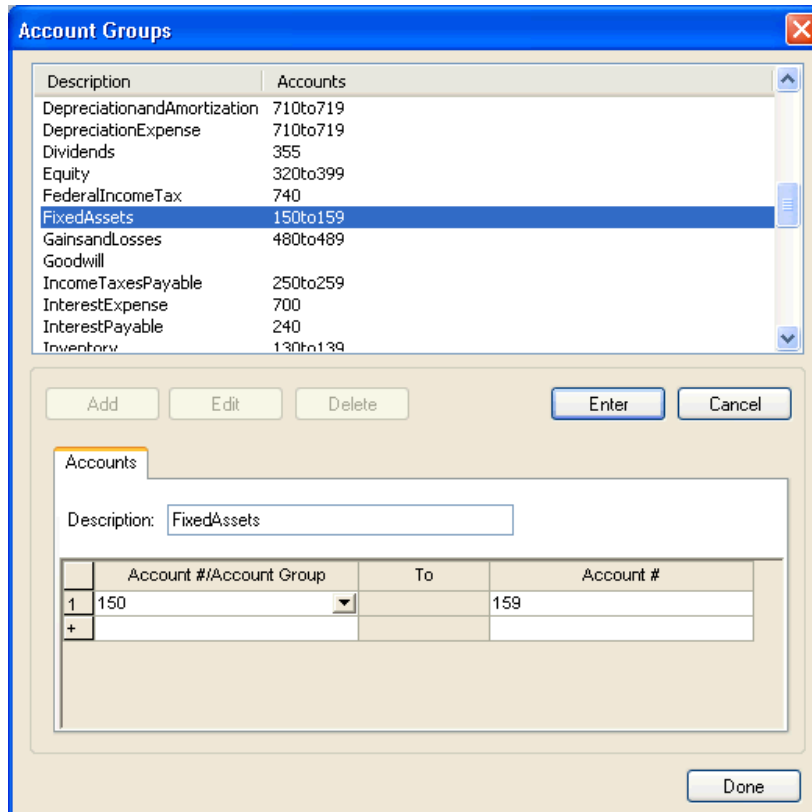 Account Groups
Description Accounts
DepreciationandAmortization 710to719
DepreciationExpense 710to719
Dividends 355
Equity 320to399
FederalIncomeTax 740
FixedAssets 150to159
GainsandLosses 480to489
Goodwill
IncomeTaxesPayable 250to259
InterestExpense 700
InterestPayable 240
Inventory 130to139
Add Edit Delete Enter Cancel
Accounts
Description: FixedAssets
Account #/Account Group To Account #
1 150 159
+
Done